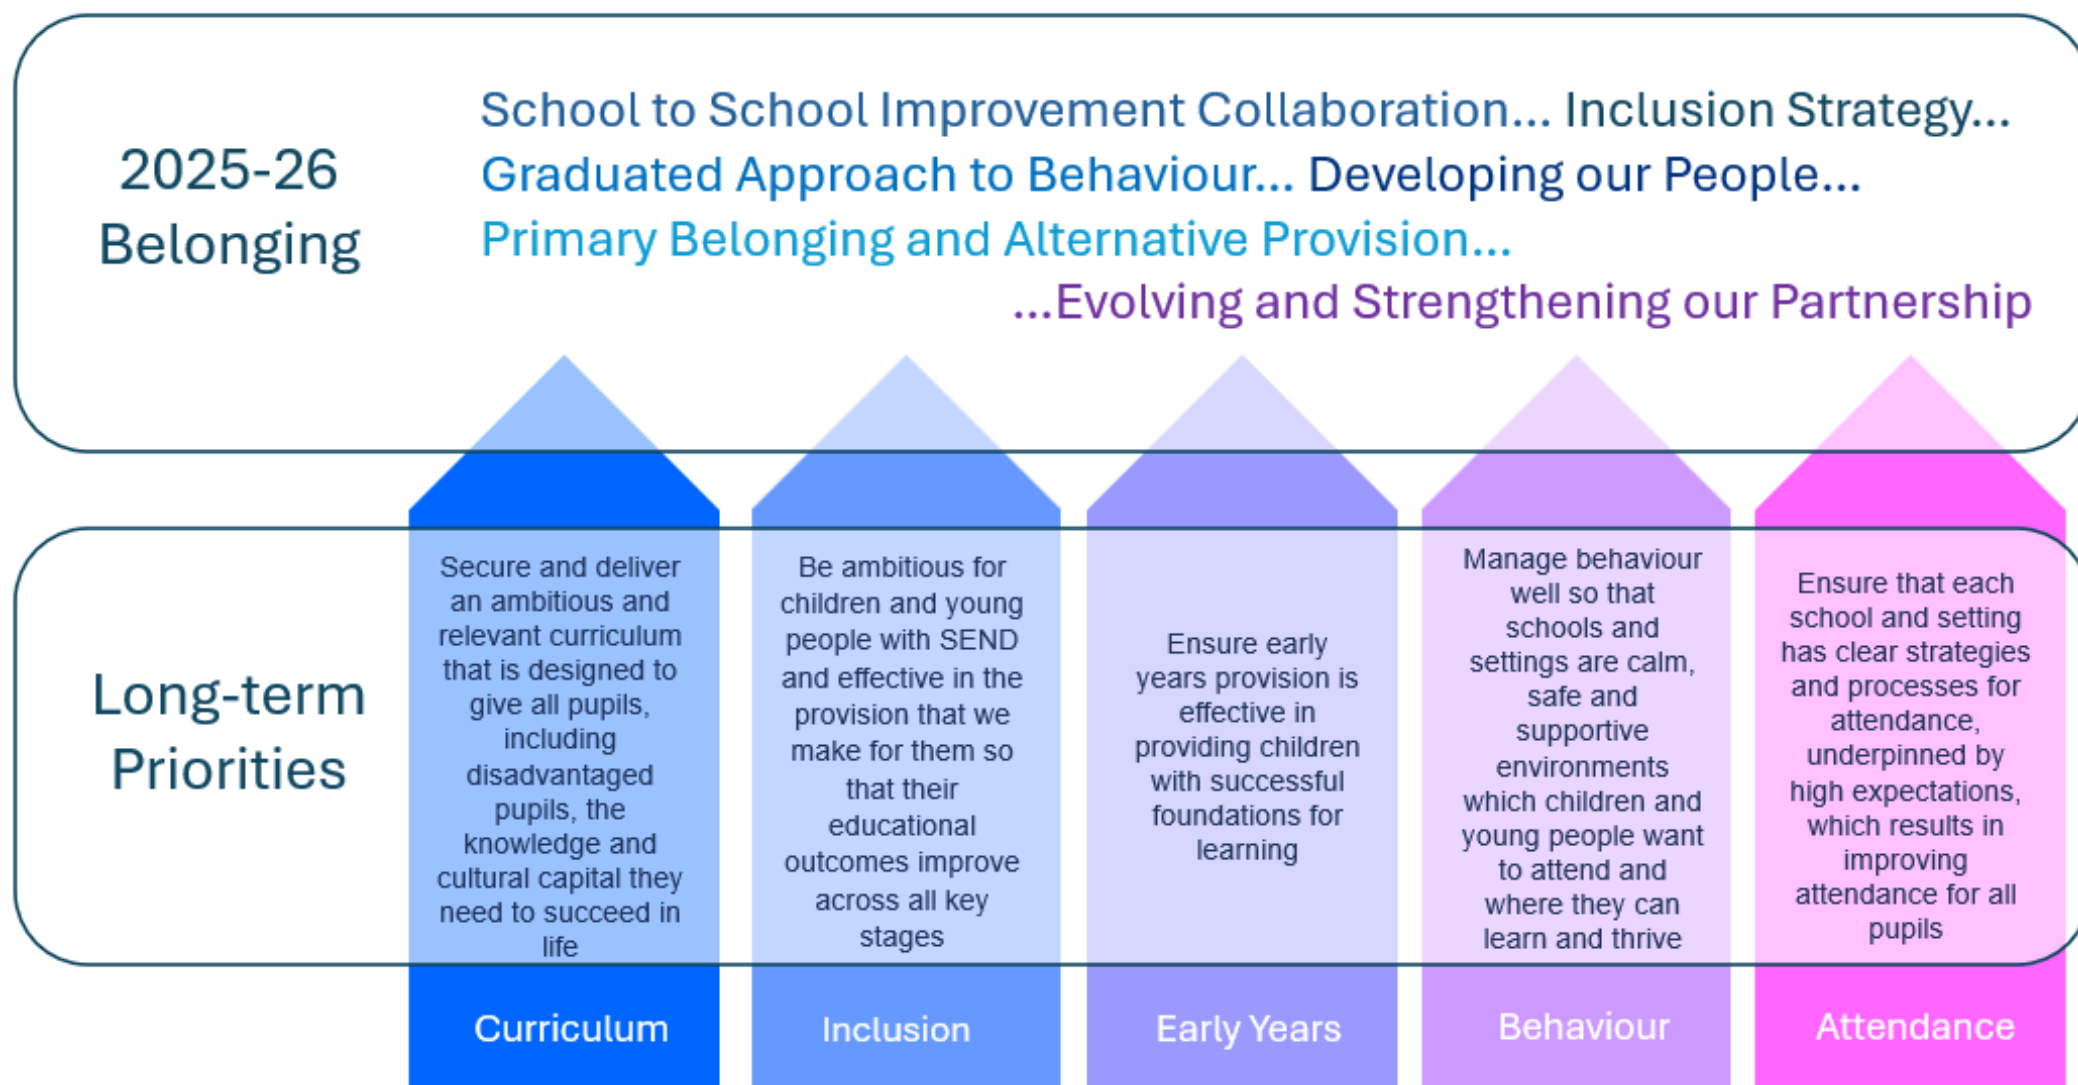 2025-26
Belonging
School to School Improvement Collaboration... Inclusion Strategy...
Graduated Approach to Behaviour... Developing our People...
Primary Belonging and Alternative Provision...
...Evolving and Strengthening our Partnership
Long-term
Priorities
Secure and deliver
an ambitious and
relevant curriculum
that is designed to
give all pupils,
including
disadvantaged
pupils, the
knowledge and
cultural capital they
need to succeed in
life
Curriculum
Be ambitious for
children and young
people with SEND
and effective in the
provision that we
make for them so
that their
educational
outcomes improve
across all key
stages
Inclusion
Ensure early
years provision is
effective in
providing children
with successful
foundations for
learning
Early Years
Manage behaviour
well so that
schools and
settings are calm,
safe and
supportive
environments
which children and
young people want
to attend and
where they can
learn and thrive
Behaviour
Ensure that each
school and setting
has clear strategies
and processes for
attendance,
underpinned by
high expectations,
which results in
improving
attendance for all
pupils
Attendance